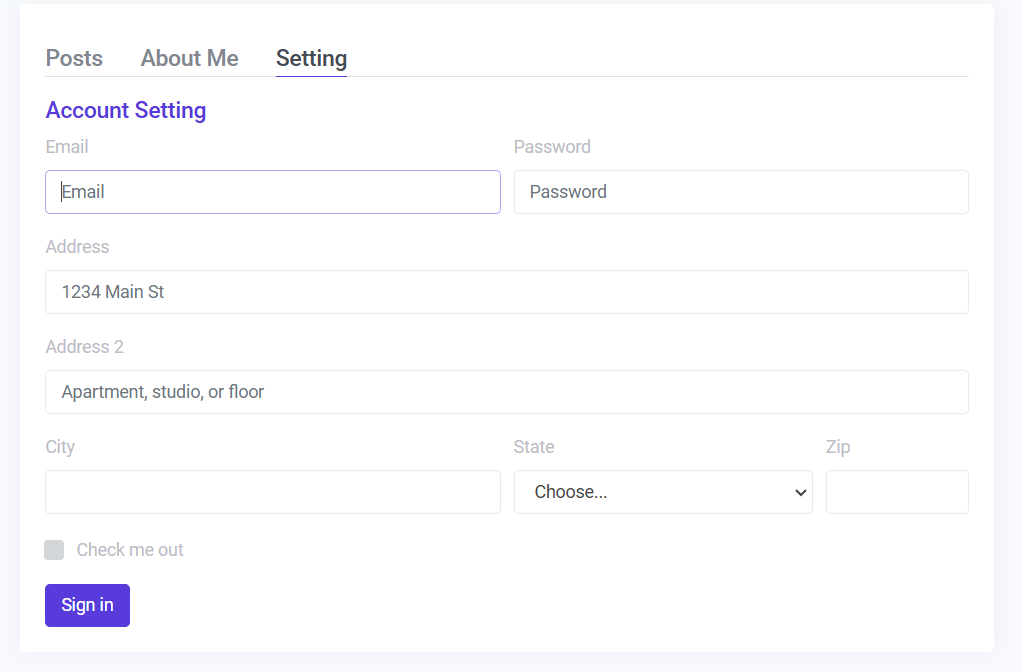 Posts About Me Setting
Account Setting
Email Password
Email Password
Address
1234 Main St
Address 2
Apartment, studio, or floor
City State Zip
Choose...
Check me out
Sign in